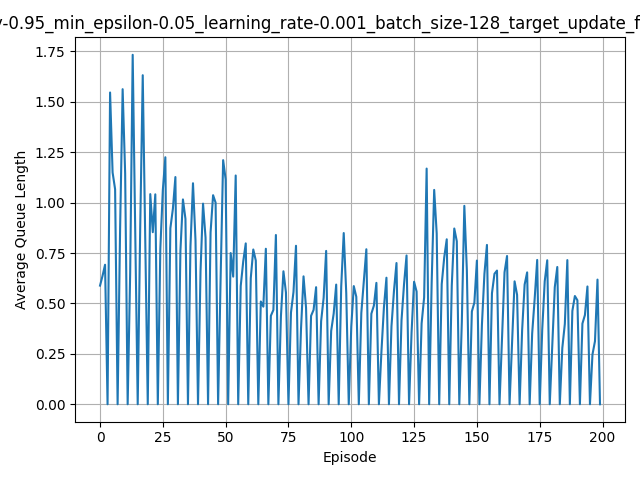 -0.95_min_epsilon-0.05_learning_rate-0.001_batch_size-128_target_update_f
1.75
1.50
1.25
1.00
0.75
0.50
0.25
0.00
Average Queue Length
0 25 50 75 100 125 150 175 200
Episode